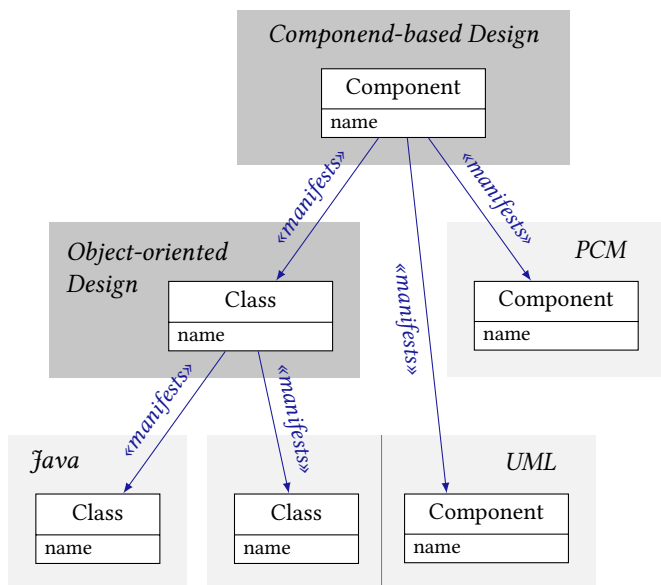 Componend-based Design
Component
name
«manifests»
«manifests»
«manifests»
Object-oriented
Design
Class
name
PCM
Component
name
«manifests»
«manifests»
Java
Class
name
Class
name
UML
Component
name